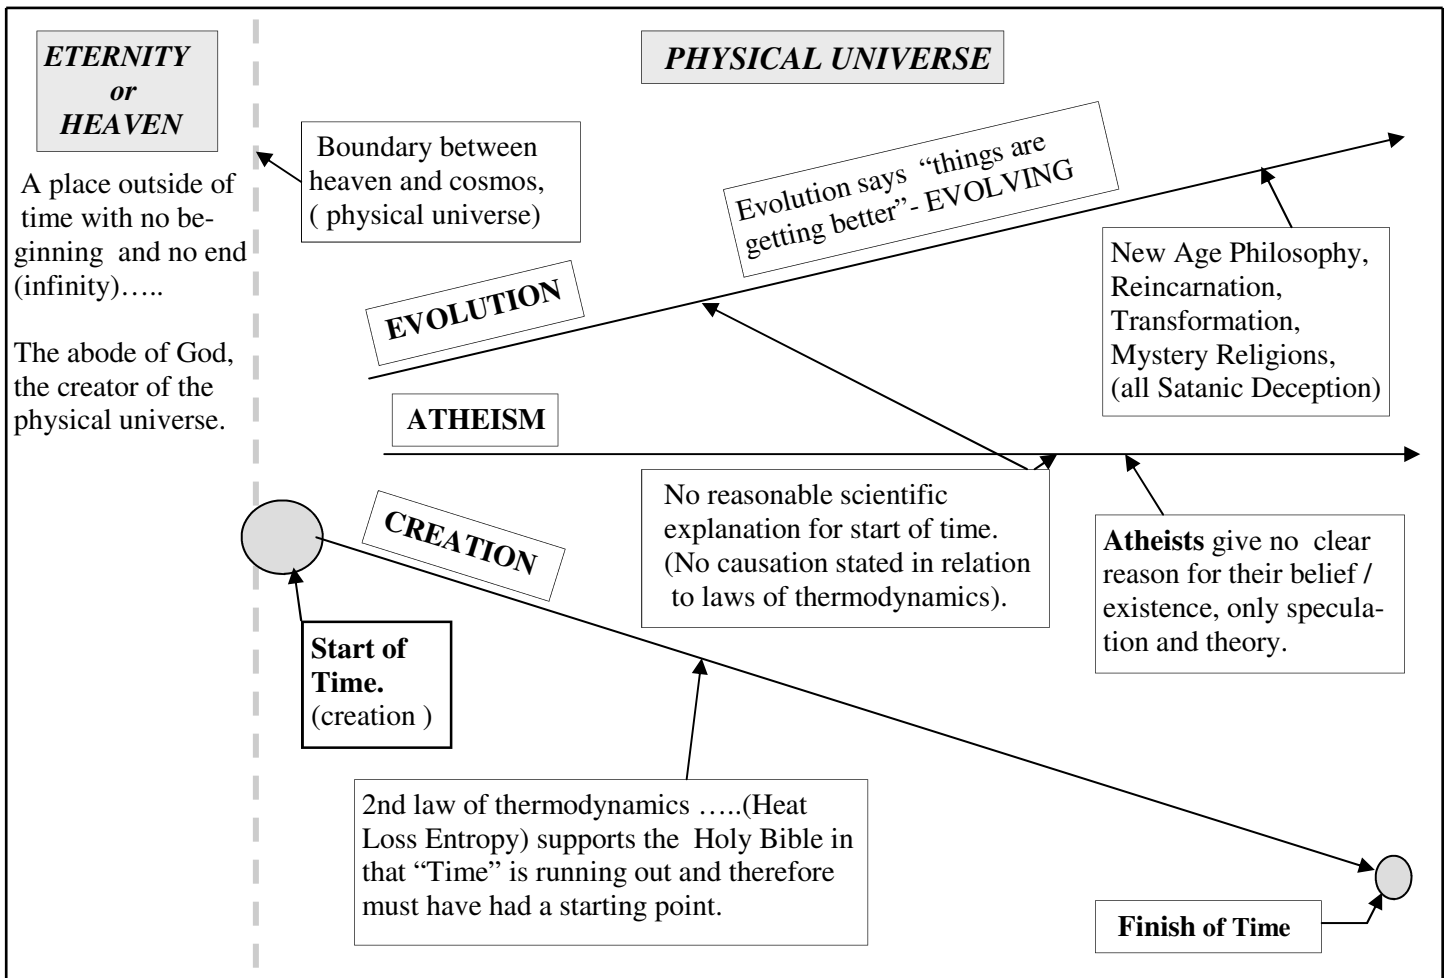 ETERNITY
or
HEAVEN
A place outside of
time with no be-
ginning and no end
(infinity)…..
The abode of God,
the creator of the
physical universe.
PHYSICAL UNIVERSE
Boundary between
heaven and cosmos,
( physical universe)
Evolution says “things are
getting better”- EVOLVING
EVOLUTION
New Age Philosophy,
Reincarnation,
Transformation,
Mystery Religions,
(all Satanic Deception)
ATHEISM
No reasonable scientific
explanation for start of time.
(No causation stated in relation
to laws of thermodynamics).
Atheists give no clear
reason for their belief /
existence, only specula-
tion and theory.
CREATION
Start of
Time.
(creation )
2nd law of thermodynamics …..(Heat
Loss Entropy) supports the Holy Bible in
that “Time” is running out and therefore
must have had a starting point.
Finish of Time